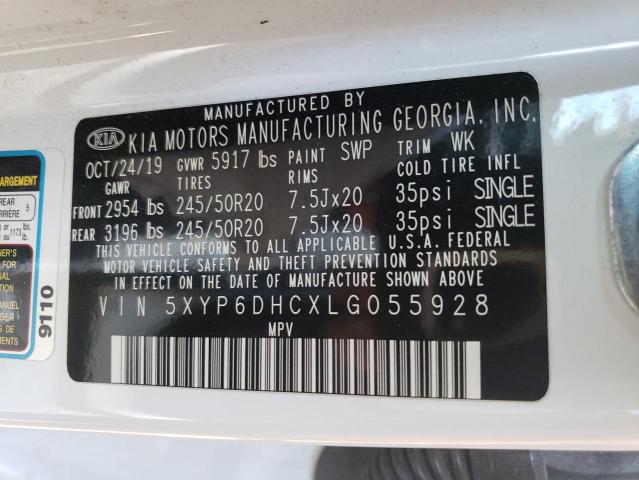 MANUFACTURED BY
KIA KIA MOTORS MANUFACTURING GEORGIA, INC.
OCT/24/19 GVWR 5917 lbs PAINT SWP TRIM WK
GAWR TIRES RIMS COLD TIRE INFL
FRONT 2954 lbs 245/50R20 7.5Jx20 35psi SINGLE
REAR 3196 lbs 245/50R20 7.5Jx20 35psi SINGLE
THIS VEHICLE CONFORMS TO ALL APPLICABLE U.S.A. FEDERAL
MOTOR VEHICLE SAFETY AND THEFT PREVENTION STANDARDS
IN EFFECT ON THE DATE OF MANUFACTURE SHOWN ABOVE.
VIN 5XYP6DHCXLG055928
MPV
REAR
5
9110